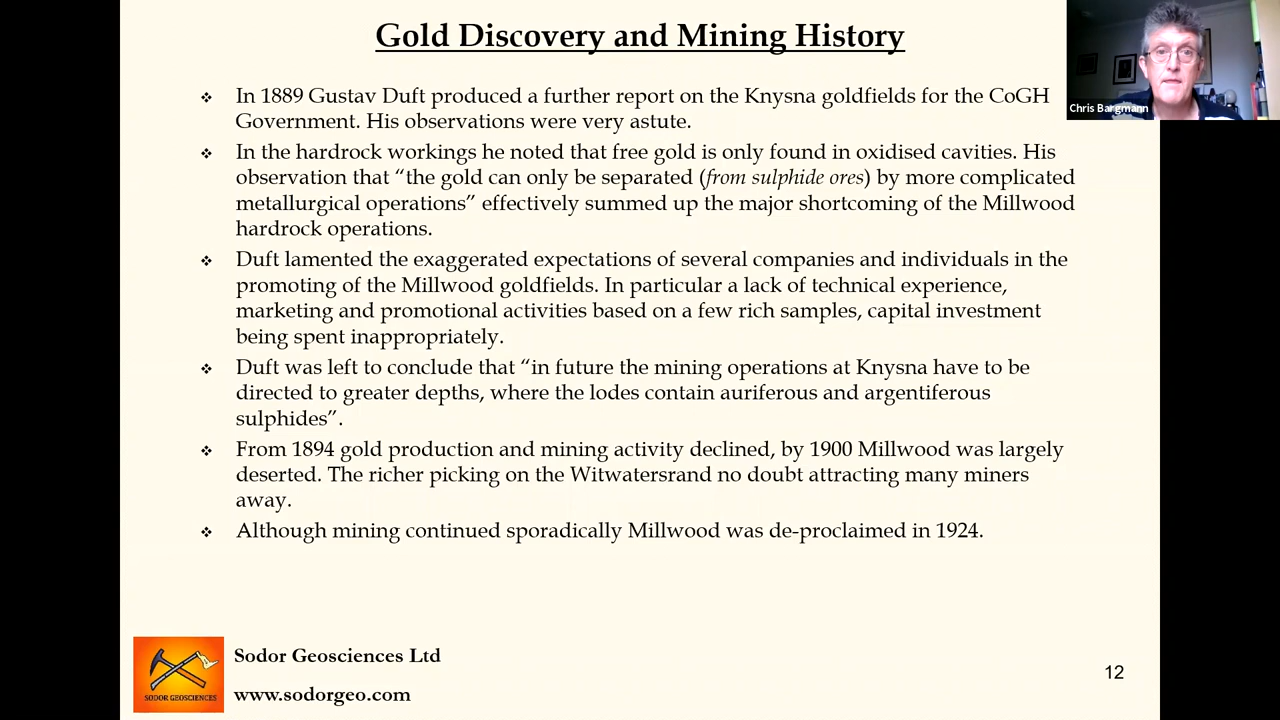 Gold Discovery and Mining History
Chris Bargmann
❖ In 1889 Gustav Duft produced a further report on the Knysna goldfields for the CoGH
Government. His observations were very astute.
❖ In the hardrock workings he noted that free gold is only found in oxidised cavities. His
observation that “the gold can only be separated (from sulphide ores) by more complicated
metallurgical operations” effectively summed up the major shortcoming of the Millwood
hardrock operations.
❖ Duft lamented the exaggerated expectations of several companies and individuals in the
promoting of the Millwood goldfields. In particular a lack of technical experience,
marketing and promotional activities based on a few rich samples, capital investment
being spent inappropriately.
❖ Duft was left to conclude that “in future the mining operations at Knysna have to be
directed to greater depths, where the lodes contain auriferous and argentiferous
sulphides”.
❖ From 1894 gold production and mining activity declined, by 1900 Millwood was largely
deserted. The richer picking on the Witwatersrand no doubt attracting many miners
away.
❖ Although mining continued sporadically Millwood was de-proclaimed in 1924.
SODOR GEOSCIENCES
Sodor Geosciences Ltd
www.sodorgeo.com
12